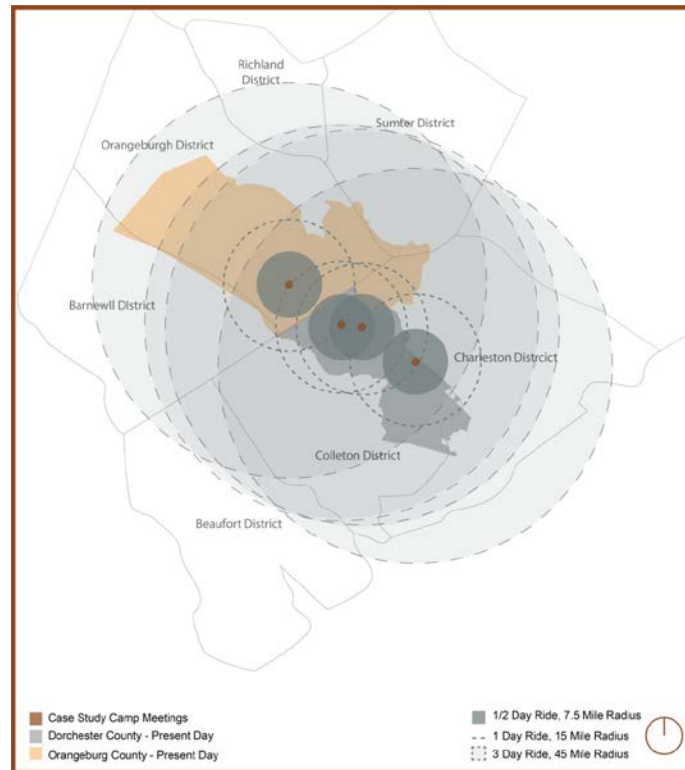 Richland
District
Sumter District
Orangeburgh District
Barnewll District
Charleston Distrcict
Colleton District
Beaufort District
Case Study Camp Meetings
Dorchester County - Present Day
Orangeburg County - Present Day
1/2 Day Ride, 7.5 Mile Radius
1 Day Ride, 15 Mile Radius
3 Day Ride, 45 Mile Radius